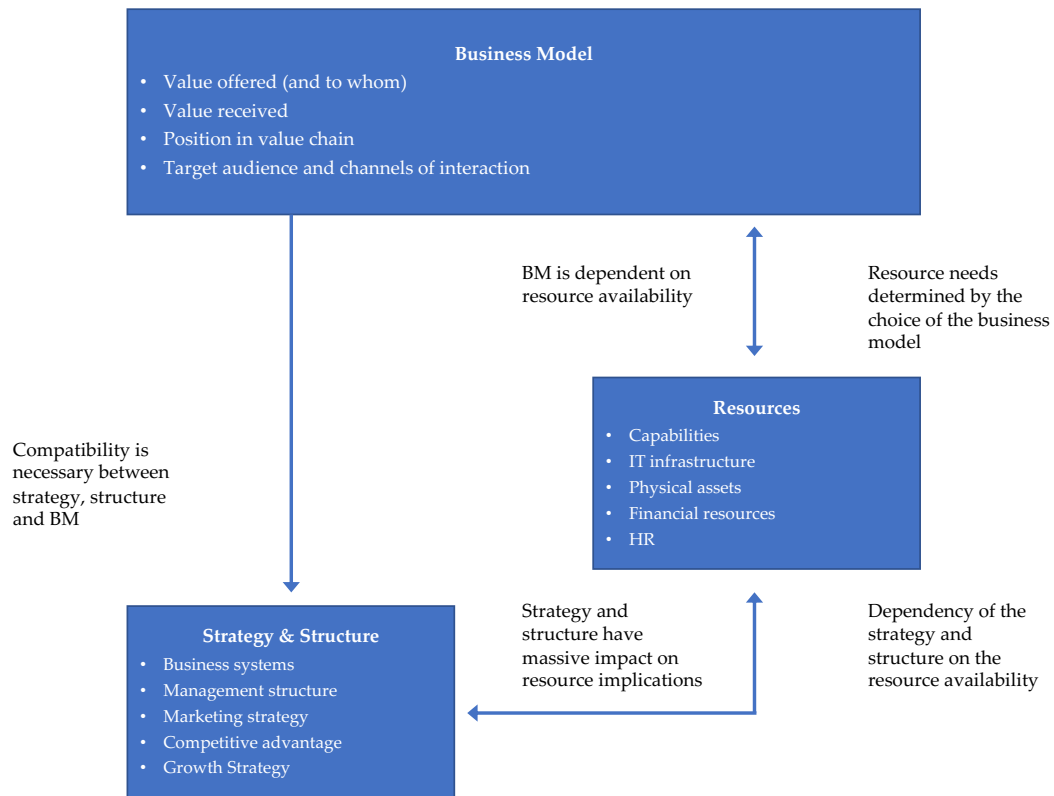 Business Model
• Value offered (and to whom)
• Value received
• Position in value chain
• Target audience and channels of interaction
BM is dependent on
resource availability
Resource needs
determined by the
choice of the business
model
Resources
• Capabilities
• IT infrastructure
• Physical assets
• Financial resources
• HR
Compatibility is
necessary between
strategy, structure
and BM
Strategy & Structure
• Business systems
• Management structure
• Marketing strategy
• Competitive advantage
• Growth Strategy
Strategy and
structure have
massive impact on
resource implications
Dependency of the
strategy and
structure on the
resource availability